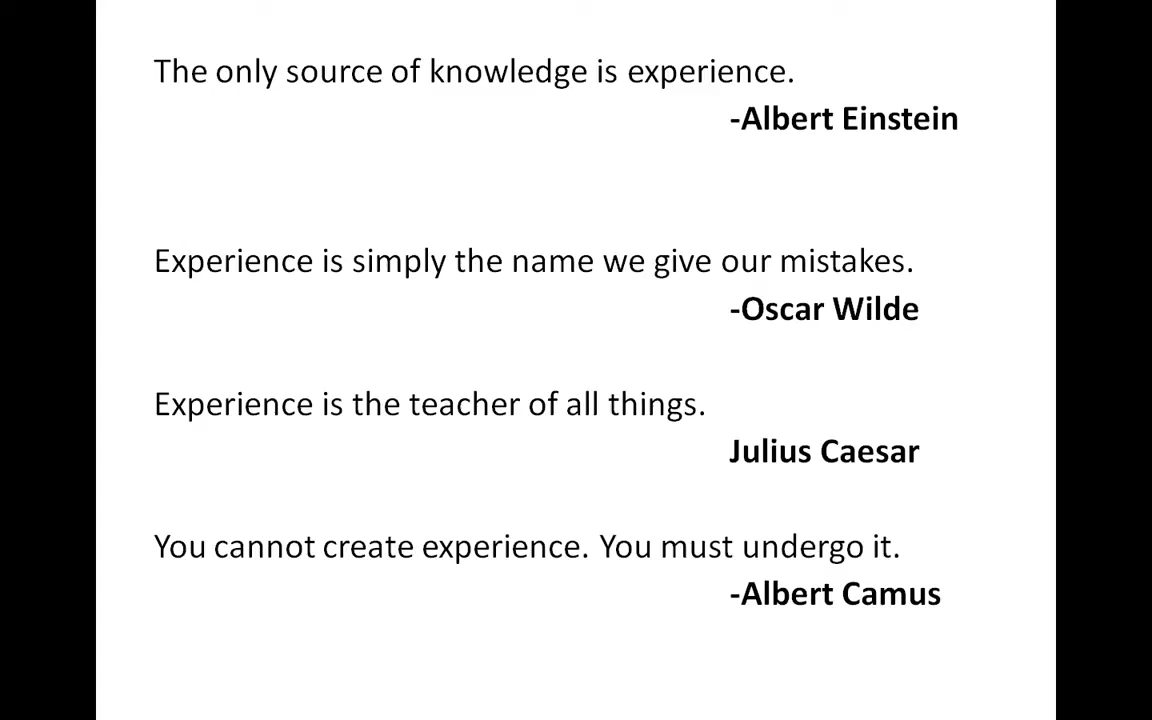 The only source of knowledge is experience.
-Albert Einstein
Experience is simply the name we give our mistakes.
-Oscar Wilde
Experience is the teacher of all things.
Julius Caesar
You cannot create experience. You must undergo it.
-Albert Camus